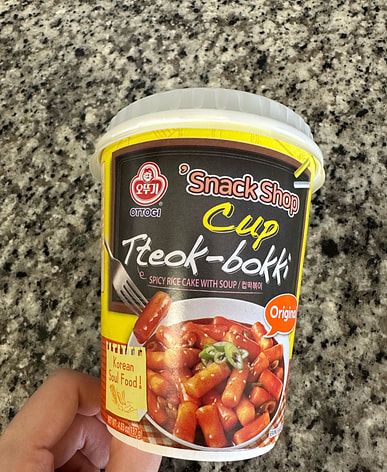 'Snack Shop
오뚜기
OTTOGI
Cup
Tteok-bokki
SPICY RICE CAKE WITH SOUP / 컵떡볶이
Original
Korean
Soul Food!